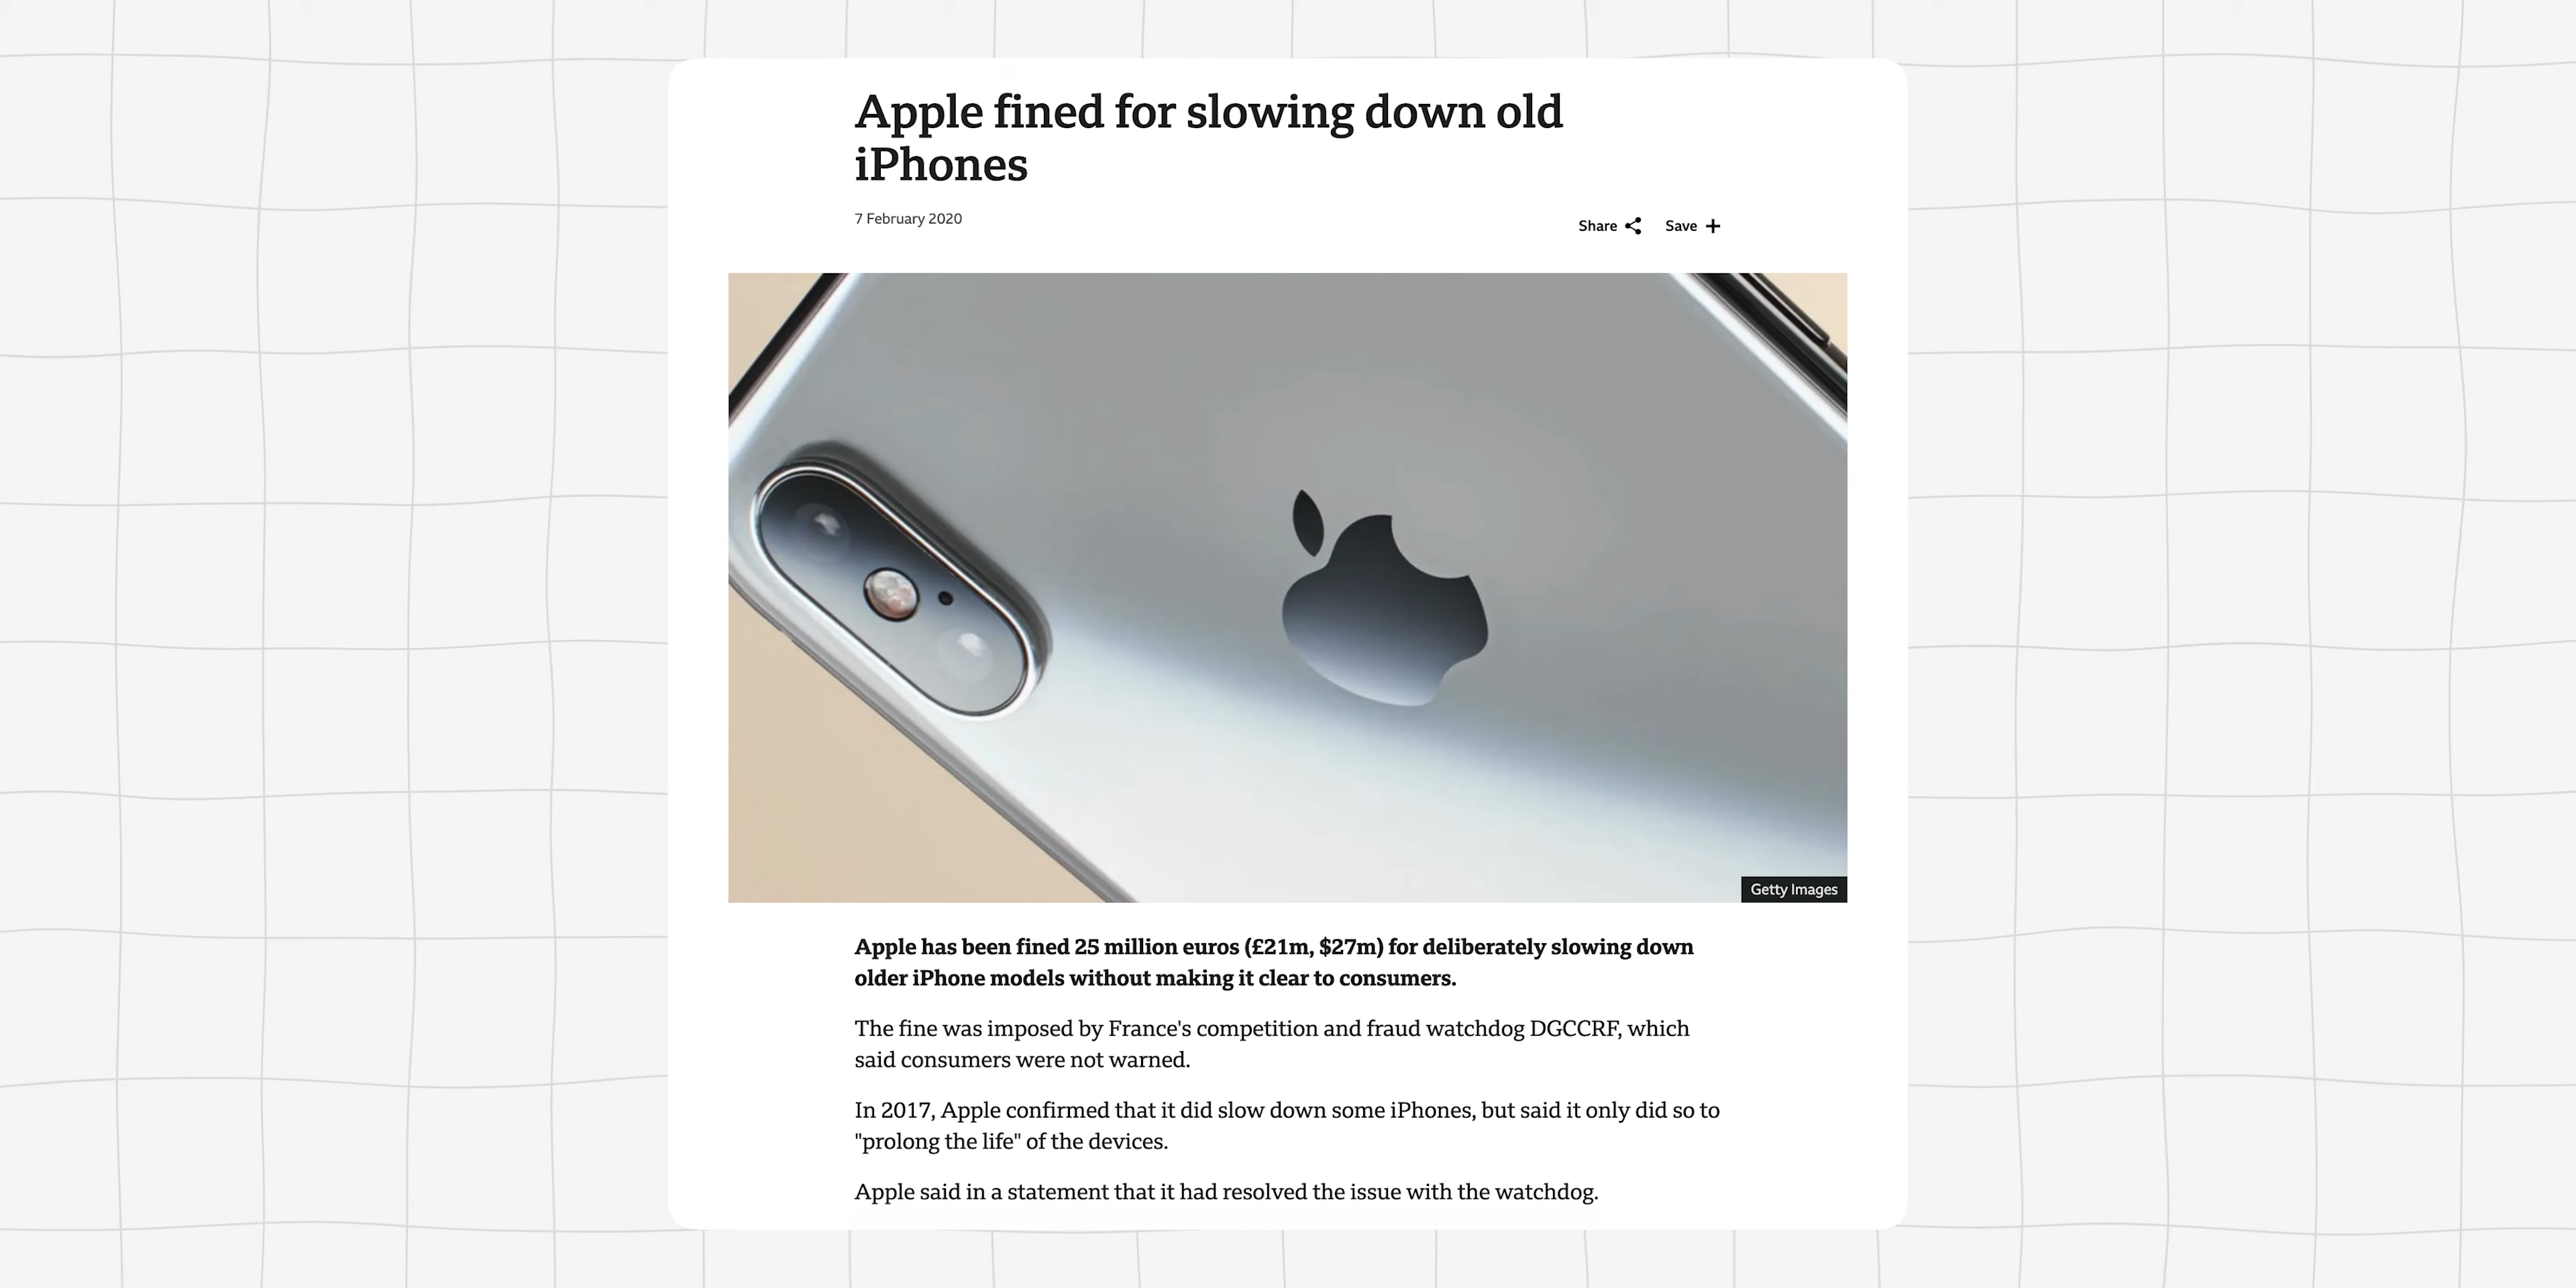 Apple fined for slowing down old
iPhones
7 February 2020
Share
Save
Getty Images
Apple has been fined 25 million euros (£21m, $27m) for deliberately slowing down
older iPhone models without making it clear to consumers.
The fine was imposed by France's competition and fraud watchdog DGCCRF, which
said consumers were not warned.
In 2017, Apple confirmed that it did slow down some iPhones, but said it only did so to
"prolong the life" of the devices.
Apple said in a statement that it had resolved the issue with the watchdog.